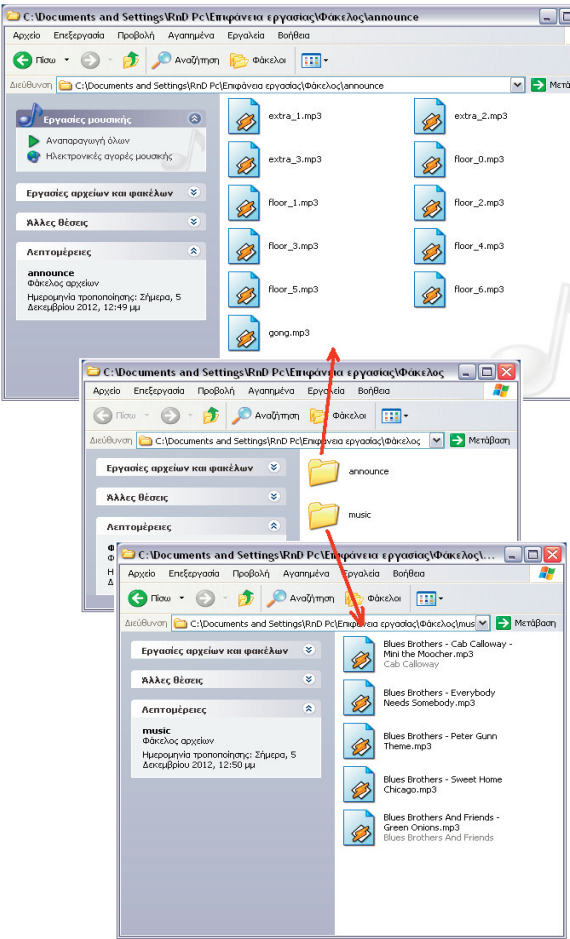 C:\Documents and Settings\RnD Pc\Επιφάνεια εργασίας\Φάκελος\announce
Αρχείο Επεξεργασία Προβολή Αγαπημένα Εργαλεία Βοήθεια
Πίσω Αναζήτηση Φάκελοι
Διεύθυνση C:\Documents and Settings\RnD Pc\Επιφάνεια εργασίας\Φάκελος\announce Μετά
Εργασίες μουσικής
Αναπαραγωγή όλων
Ηλεκτρονικές αγορές μουσικής
Εργασίες αρχείων και φακέλων
Άλλες θέσεις
Λεπτομέρειες
announce
Φάκελος αρχείων
Ημερομηνία τροποποίησης: Σήμερα, 5
Δεκεμβρίου 2012, 12:49 μμ
extra_1.mp3 extra_2.mp3
extra_3.mp3 floor_0.mp3
floor_1.mp3 floor_2.mp3
floor_3.mp3 floor_4.mp3
floor_5.mp3 floor_6.mp3
gong.mp3
C:\Documents and Settings\RnD Pc\Επιφάνεια εργασίας\Φάκελος
Αρχείο Επεξεργασία Προβολή Αγαπημένα Εργαλεία Βοήθεια
Πίσω Αναζήτηση Φάκελοι
Διεύθυνση C:\Documents and Settings\RnD Pc\Επιφάνεια εργασίας\Φάκελος Μετάβαση
Εργασίες αρχείων και φακέλων
Άλλες θέσεις
Λεπτομέρειες
announce
music
C:\Documents and Settings\RnD Pc\Επιφάνεια εργασίας\Φάκελος\...
Αρχείο Επεξεργασία Προβολή Αγαπημένα Εργαλεία Βοήθεια
Πίσω Αναζήτηση Φάκελοι
Διεύθυνση C:\Documents and Settings\RnD Pc\Επιφάνεια εργασίας\Φάκελος\mus Μετάβαση
Εργασίες αρχείων και φακέλων
Άλλες θέσεις
Λεπτομέρειες
music
Φάκελος αρχείων
Ημερομηνία τροποποίησης: Σήμερα, 5
Δεκεμβρίου 2012, 12:50 μμ
Blues Brothers - Cab Calloway -
Mini the Moocher.mp3
Cab Calloway
Blues Brothers - Everybody
Needs Somebody.mp3
Blues Brothers - Peter Gunn
Theme.mp3
Blues Brothers - Sweet Home
Chicago.mp3
Blues Brothers And Friends -
Green Onions.mp3
Blues Brothers And Friends